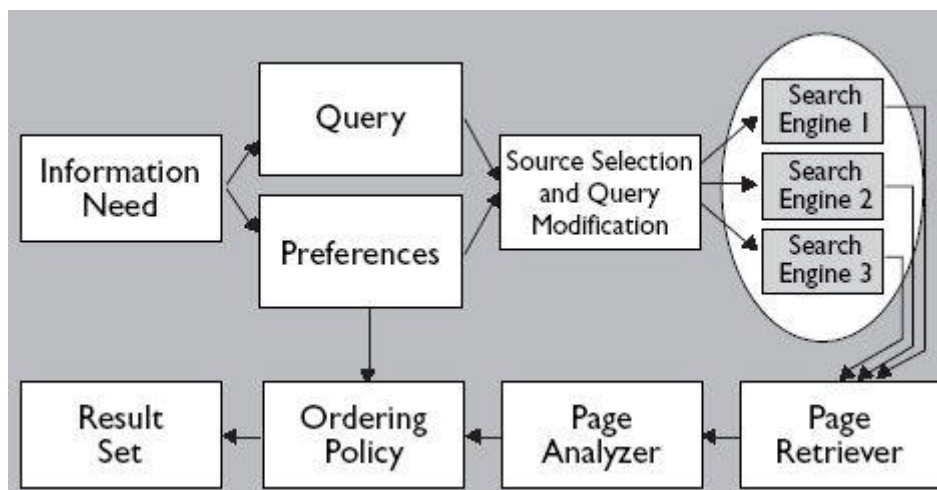 Information
Need
Query
Preferences
Source Selection
and Query
Modification
Search
Engine 1
Search
Engine 2
Search
Engine 3
Result
Set
Ordering
Policy
Page
Analyzer
Page
Retriever